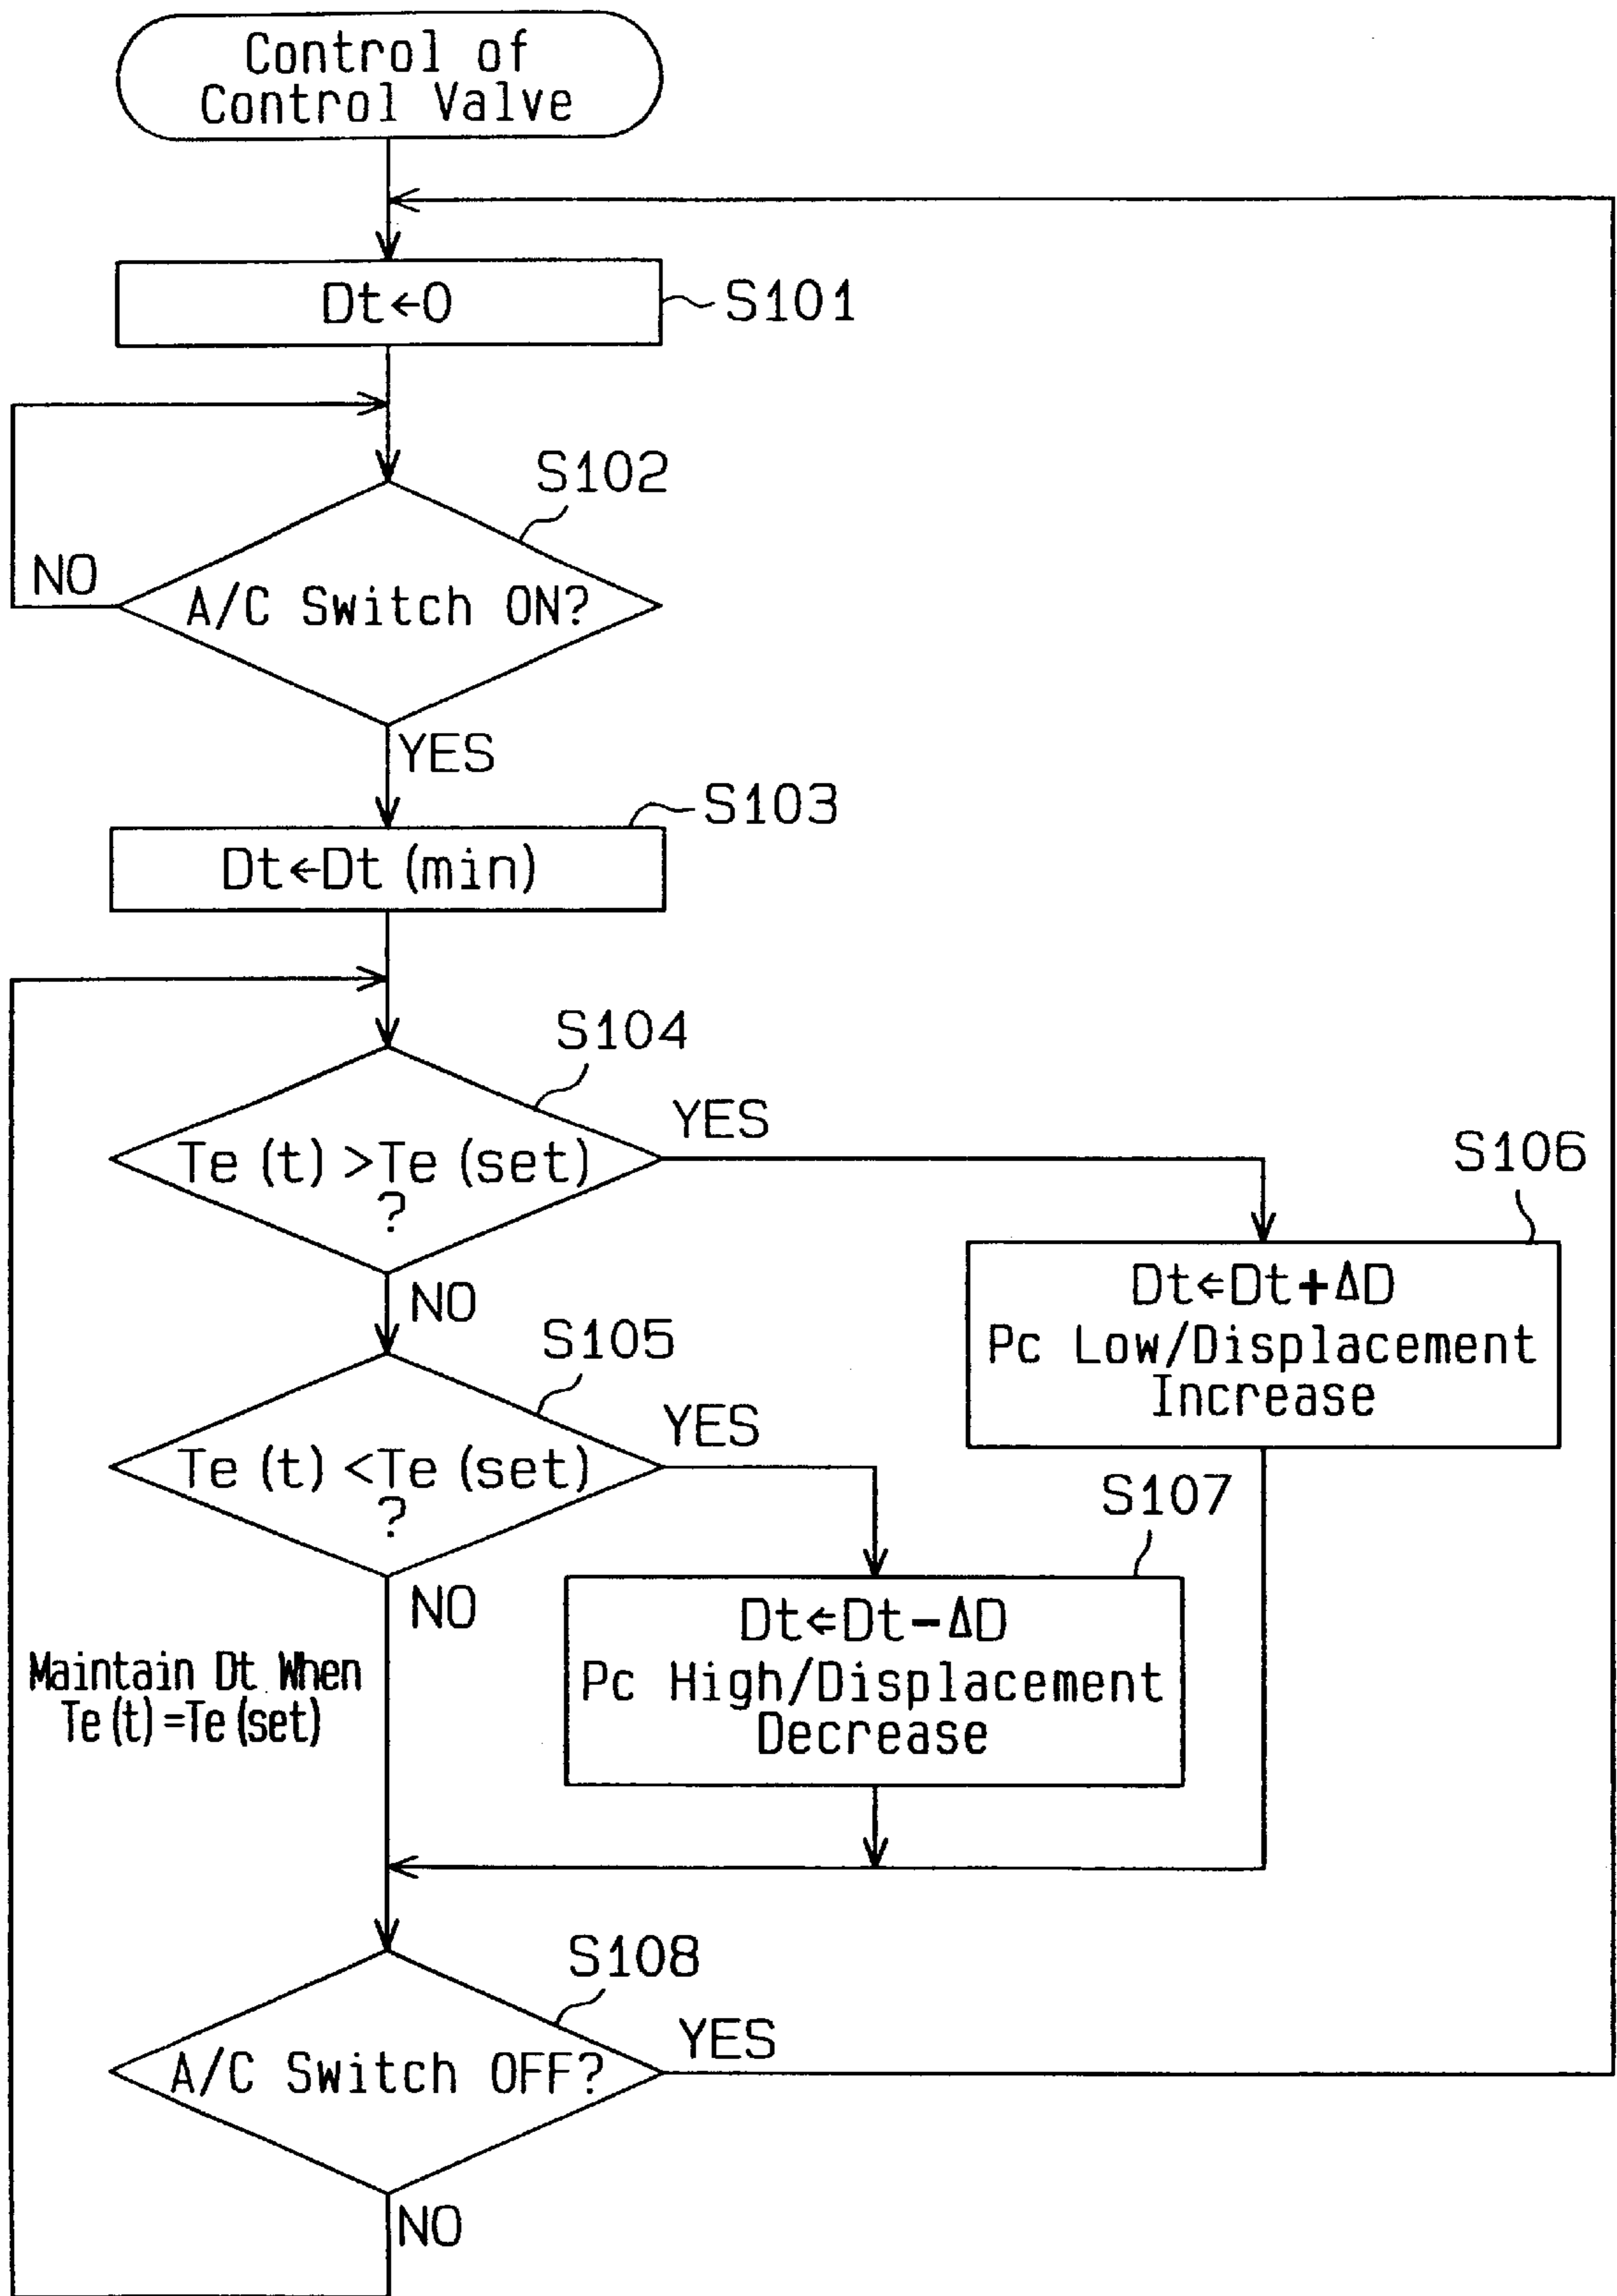 Control of
Control Valve
Dt←0
S101
S102
NO
A/C Switch ON?
YES
S103
Dt←Dt (min)
S104
YES
Te (t) >Te (set)
?
S106
NO
Dt⇐Dt+ΔD
Pc Low/Displacement
Increase
S105
YES
Te (t) <Te (set)
?
S107
NO
Dt⇐Dt-ΔD
Pc High/Displacement
Decrease
Maintain Dt When
Te (t) =Te (set)
S108
YES
A/C Switch OFF?
NO